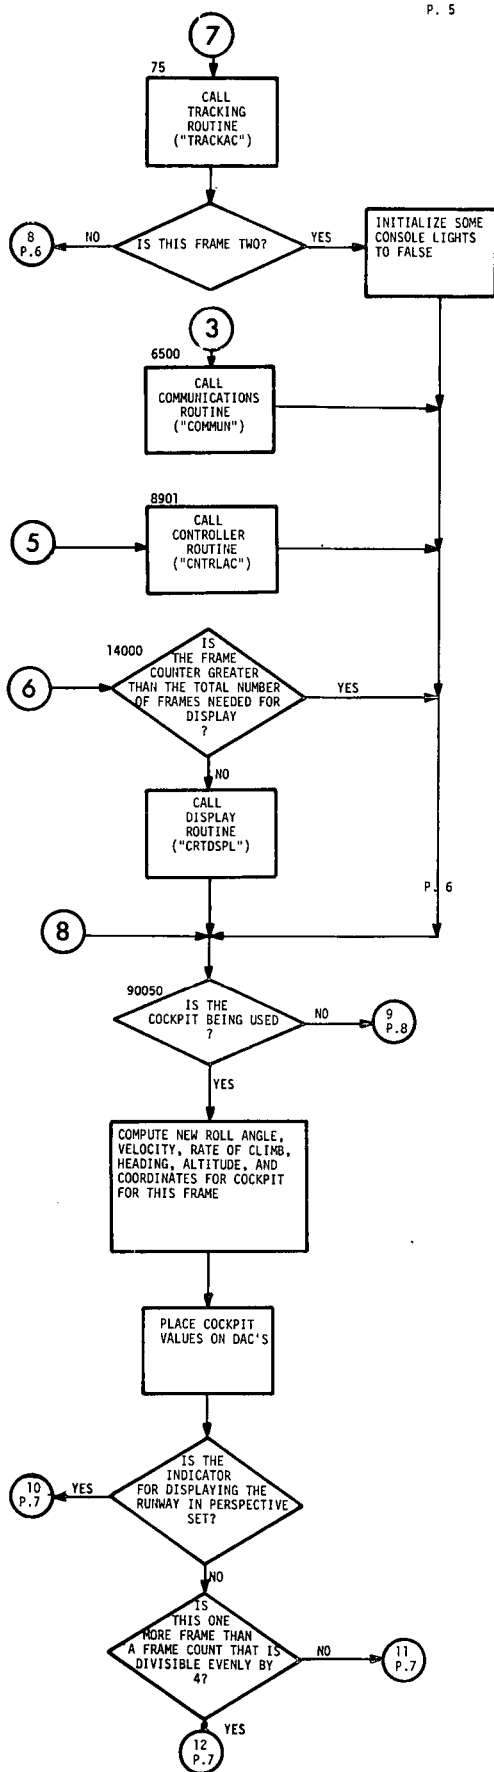 P. 5
7
75
CALL
TRACKING
ROUTINE
("TRACKAC")
8
P.6
NO
IS THIS FRAME TWO?
YES
INITIALIZE SOME
CONSOLE LIGHTS
TO FALSE
3
6500
CALL
COMMUNICATIONS
ROUTINE
("COMMUN")
5
8901
CALL
CONTROLLER
ROUTINE
("CNTRLAC")
6
14000
IS
THE FRAME
COUNTER GREATER
THAN THE TOTAL NUMBER
OF FRAMES NEEDED FOR
DISPLAY
?
YES
NO
CALL
DISPLAY
ROUTINE
("CRTDSPL")
P. 6
8
90050
IS THE
COCKPIT BEING USED
?
NO
9
P.8
YES
COMPUTE NEW ROLL ANGLE,
VELOCITY, RATE OF CLIMB,
HEADING, ALTITUDE, AND
COORDINATES FOR COCKPIT
FOR THIS FRAME
PLACE COCKPIT
VALUES ON DAC'S
10
P.7
YES
IS THE
INDICATOR
FOR DISPLAYING THE
RUNWAY IN PERSPECTIVE
SET?
NO
IS
THIS ONE
MORE FRAME THAN
A FRAME COUNT THAT IS
DIVISIBLE EVENLY BY
4?
NO
11
P.7
YES
12
P.7